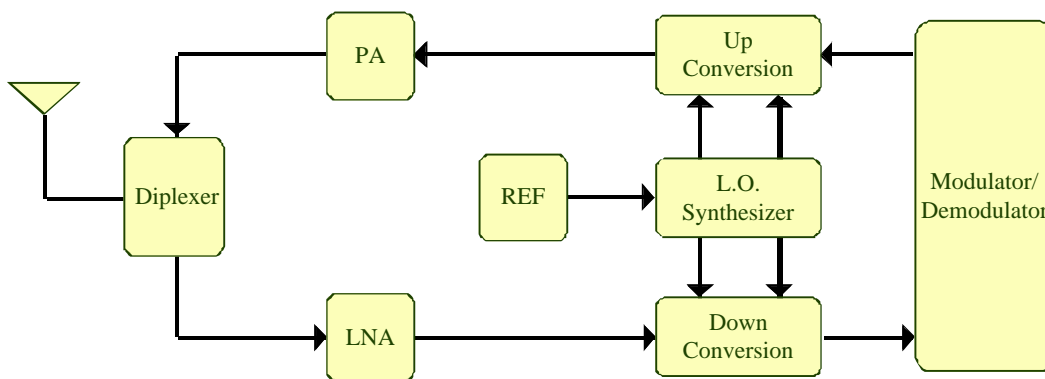 PA
Up
Conversion
Diplexer
REF
L.O.
Synthesizer
Modulator/
Demodulator
LNA
Down
Conversion